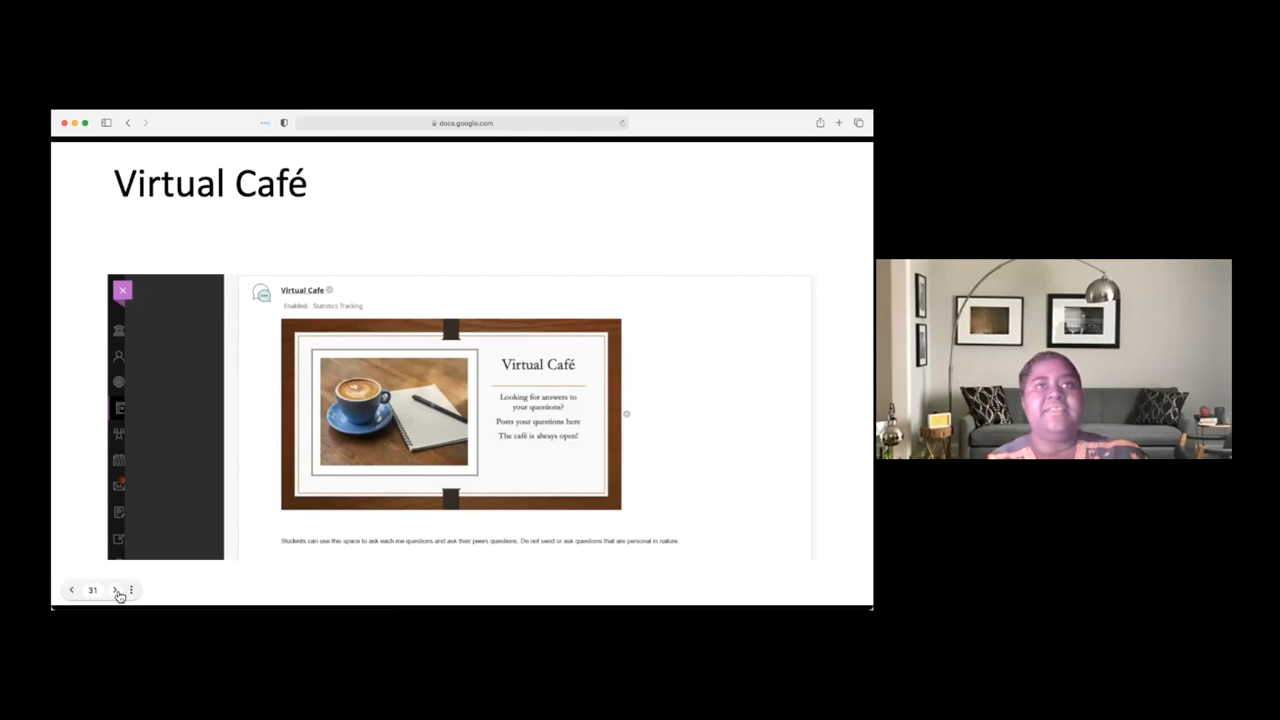 docs.google.com
Virtual Café
Virtual Cafe
Enabled: Statistics Tracking
Virtual Café
Looking for answers to
your questions?
Posts your questions here
The café is always open!
Students can use this space to ask each me questions and ask their peers questions. Do not send or ask questions that are personal in nature
31